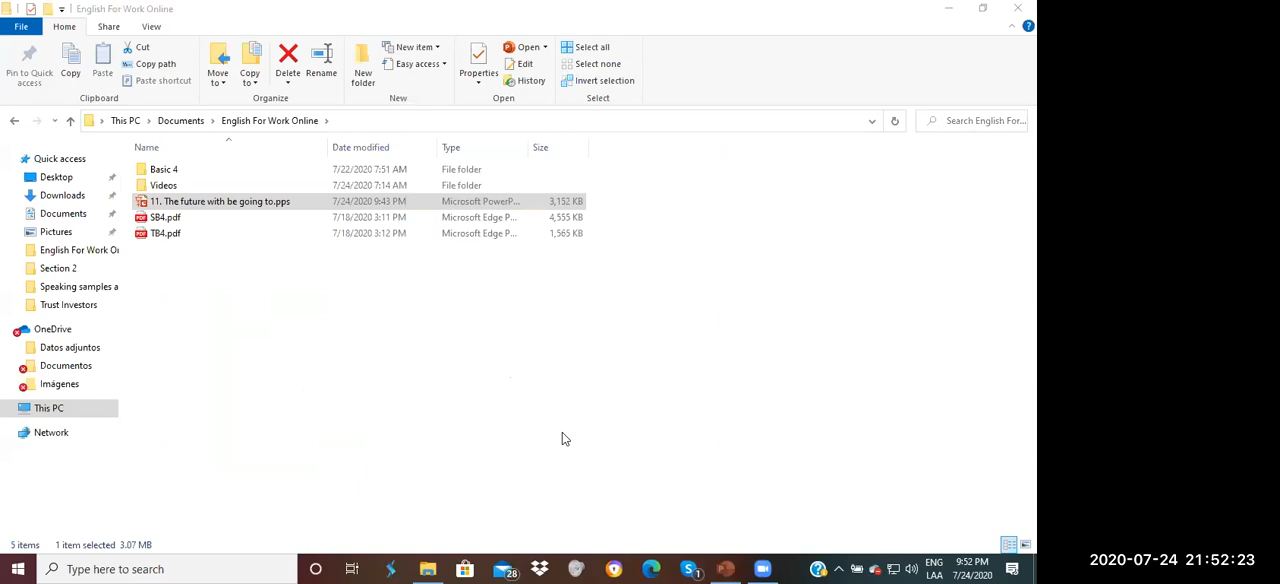 English For Work Online
File Home Share View
Pin to Quick access
Copy
Paste
Cut
Copy path
Paste shortcut
Clipboard
Move to
Copy to
Delete
Rename
Organize
New folder
New item
Easy access
New
Properties
Open
Edit
History
Open
Select all
Select none
Invert selection
Select
This PC > Documents > English For Work Online >
Search English For...
Name Date modified Type Size
Basic 4 7/22/2020 7:51 AM File folder
Videos 7/24/2020 7:14 AM File folder
11. The future with be going to.pps 7/24/2020 9:43 PM Microsoft PowerP... 3,152 KB
SB4.pdf 7/18/2020 3:11 PM Microsoft Edge P... 4,555 KB
TB4.pdf 7/18/2020 3:12 PM Microsoft Edge P... 1,565 KB
Quick access
Desktop
Downloads
Documents
Pictures
English For Work Or
Section 2
Speaking samples a
Trust Investors
OneDrive
Datos adjuntos
Documentos
Imágenes
This PC
Network
5 items 1 item selected 3.07 MB
Type here to search
28
1
ENG
LAA
9:52 PM
7/24/2020
2020-07-24 21:52:23